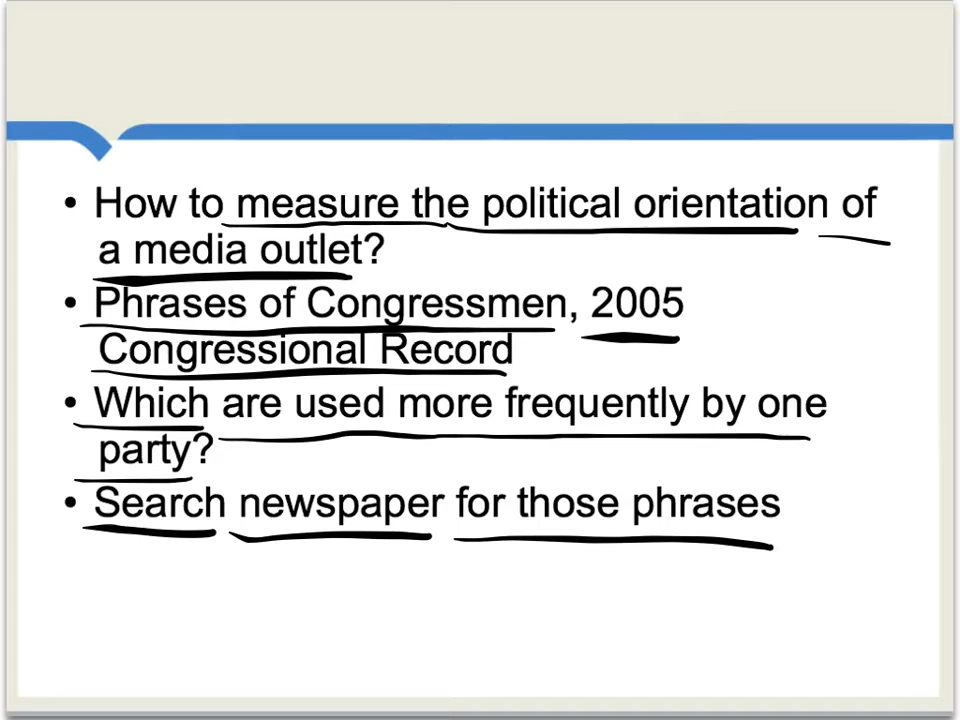 • How to measure the political orientation of
a media outlet?
• Phrases of Congressmen, 2005
Congressional Record
• Which are used more frequently by one
party?
• Search newspaper for those phrases